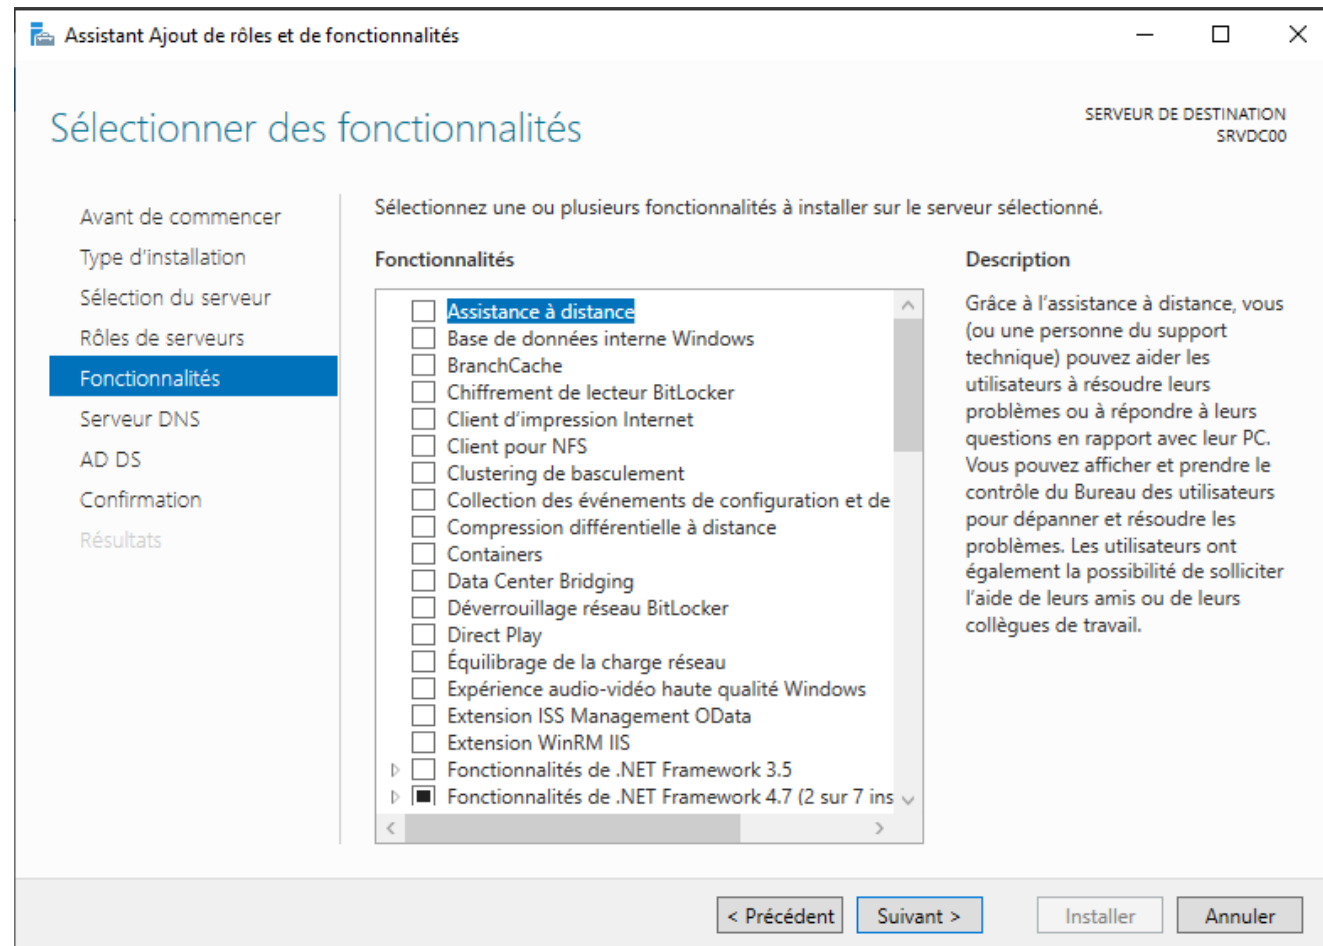 Assistant Ajout de rôles et de fonctionnalités
Sélectionner des fonctionnalités
SERVEUR DE DESTINATION
SRVDC00
Avant de commencer
Type d'installation
Sélection du serveur
Rôles de serveurs
Fonctionnalités
Serveur DNS
AD DS
Confirmation
Résultats
Sélectionnez une ou plusieurs fonctionnalités à installer sur le serveur sélectionné.
Fonctionnalités
Assistance à distance
Base de données interne Windows
BranchCache
Chiffrement de lecteur BitLocker
Client d'impression Internet
Client pour NFS
Clustering de basculement
Collection des événements de configuration et de
Compression différentielle à distance
Containers
Data Center Bridging
Déverrouillage réseau BitLocker
Direct Play
Équilibrage de la charge réseau
Expérience audio-vidéo haute qualité Windows
Extension ISS Management OData
Extension WinRM IIS
Fonctionnalités de .NET Framework 3.5
Fonctionnalités de .NET Framework 4.7 (2 sur 7 ins
Description
Grâce à l'assistance à distance, vous
(ou une personne du support
technique) pouvez aider les
utilisateurs à résoudre leurs
problèmes ou à répondre à leurs
questions en rapport avec leur PC.
Vous pouvez afficher et prendre le
contrôle du Bureau des utilisateurs
pour dépanner et résoudre les
problèmes. Les utilisateurs ont
également la possibilité de solliciter
l'aide de leurs amis ou de leurs
collègues de travail.
< Précédent
Suivant >
Installer
Annuler